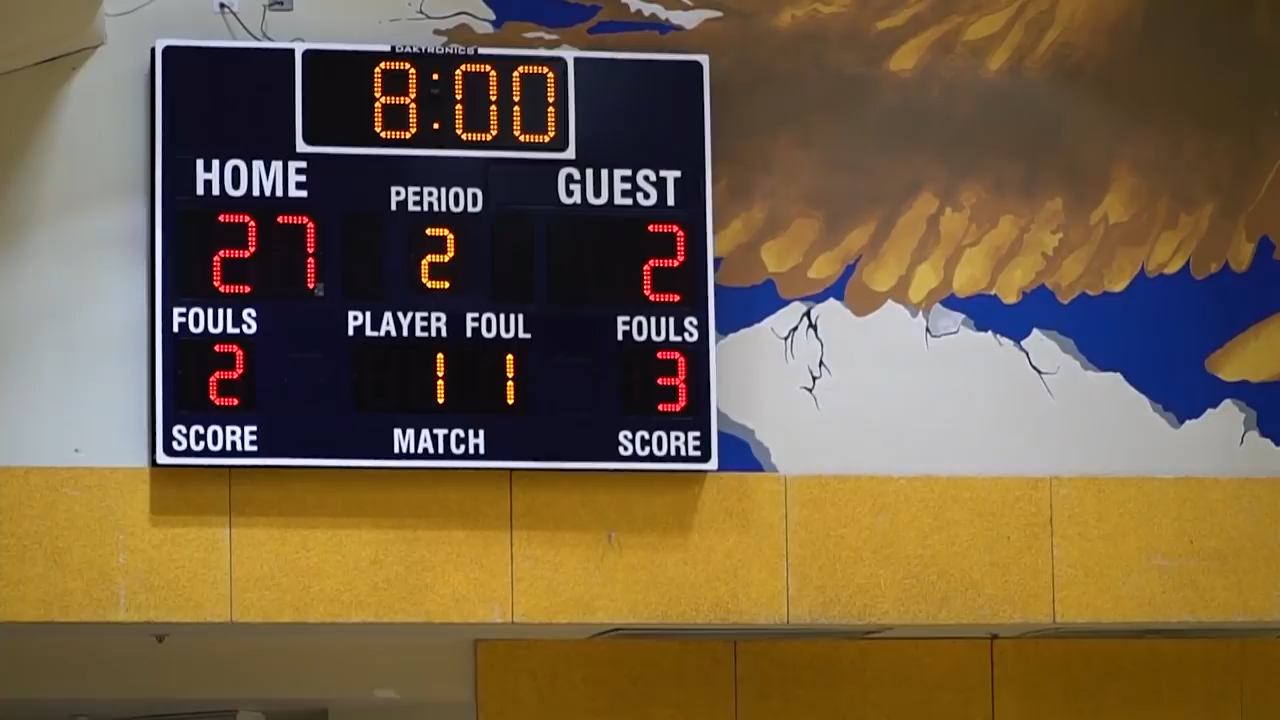 DAKTRONICS
8:00
HOME PERIOD GUEST
27 2 2
FOULS PLAYER FOUL FOULS
2 1 1 3
SCORE MATCH SCORE